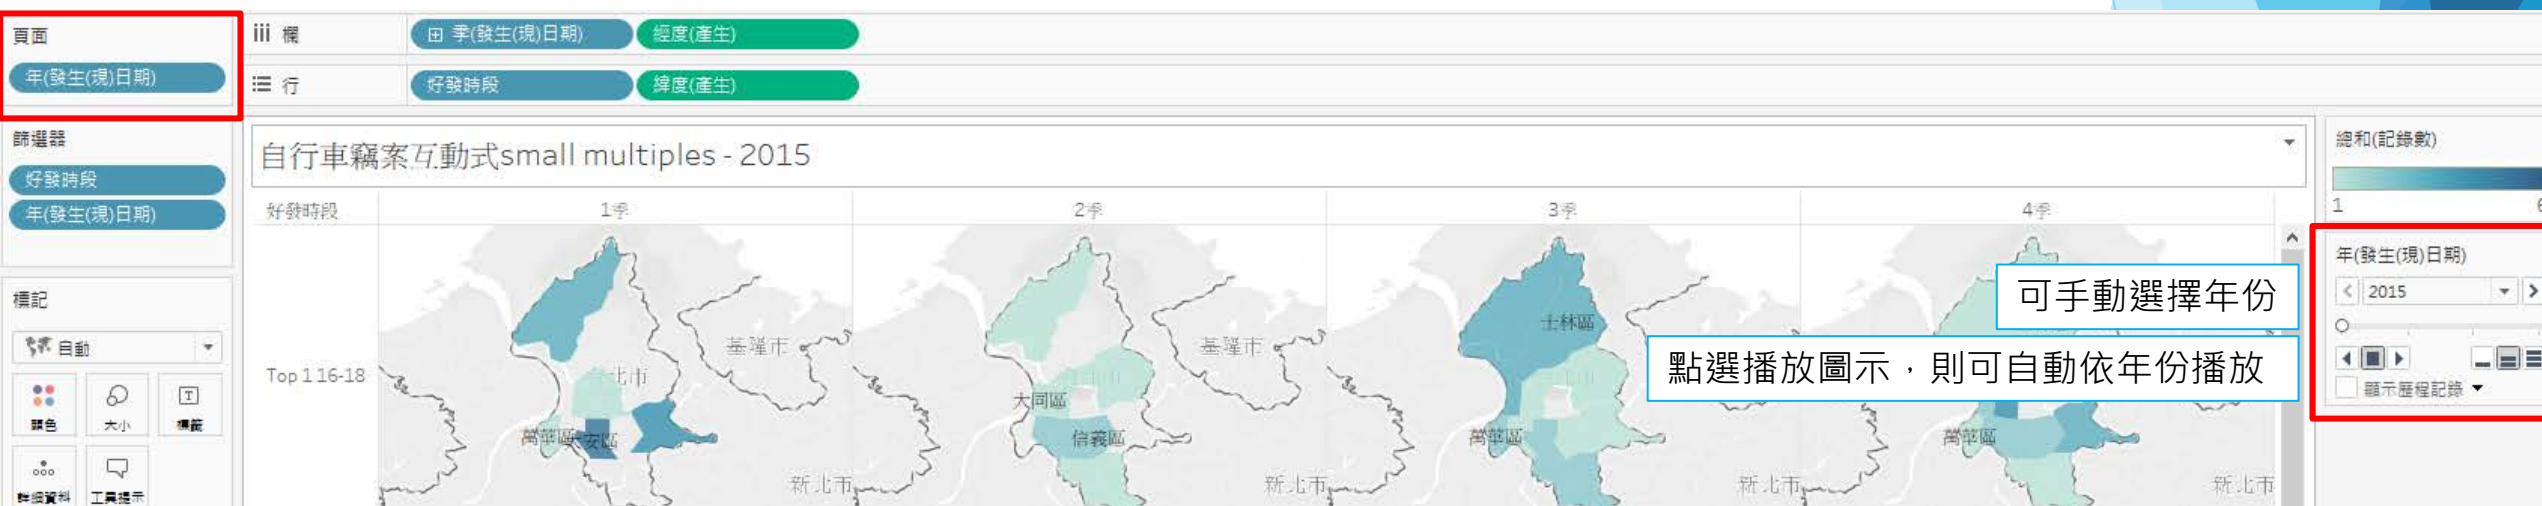 頁面
年(發生(現)日期)
iii 欄
季(發生(現)日期)
經度(產生)
行
好發時段
緯度(產生)
篩選器
好發時段
年(發生(現)日期)
標記
自動
顏色
大小
標籤
詳細資料
工具提示
自行車竊案互動式small multiples - 2015
好發時段
1季
2季
3季
4季
Top 1 16-18
基隆市
萬華區
大安區
新北市
基隆市
大同區
信義區
新北市
士林區
萬華區
新北市
萬華區
新北市
可手動選擇年份
點選播放圖示，則可自動依年份播放
總和(記錄數)
1
年(發生(現)日期)
2015
顯示歷程記錄